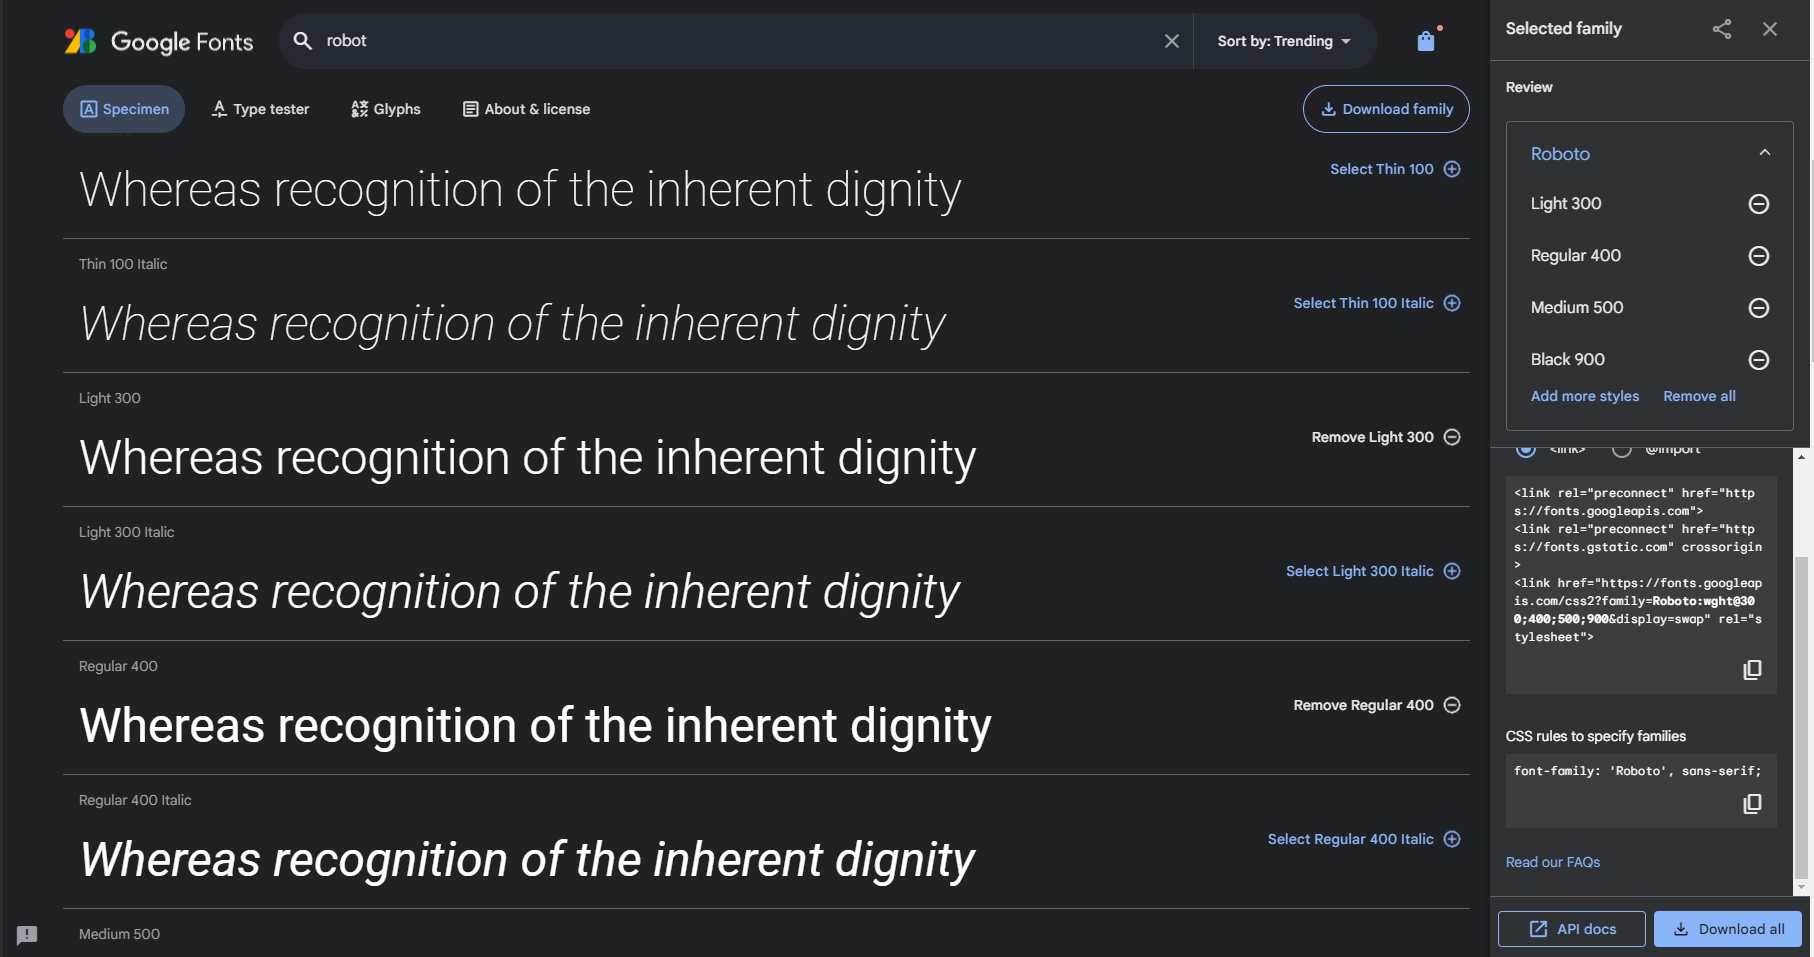 Google Fonts
robot
Sort by: Trending
Specimen
Type tester
Glyphs
About & license
Download family
Whereas recognition of the inherent dignity
Select Thin 100
Thin 100 Italic
Whereas recognition of the inherent dignity
Select Thin 100 Italic
Light 300
Whereas recognition of the inherent dignity
Remove Light 300
Light 300 Italic
Whereas recognition of the inherent dignity
Select Light 300 Italic
Regular 400
Whereas recognition of the inherent dignity
Remove Regular 400
Regular 400 Italic
Whereas recognition of the inherent dignity
Select Regular 400 Italic
Medium 500
Selected family
Review
Roboto
Light 300
Regular 400
Medium 500
Black 900
Add more styles
Remove all
<link>
@import
<link rel="preconnect" href="http
s://fonts.googleapis.com">
<link rel="preconnect" href="http
s://fonts.gstatic.com" crossorigin
>
<link href="https://fonts.googleap
is.com/css2?family=Roboto:wght@30
0;400;500;900&display=swap" rel="s
tylesheet">
CSS rules to specify families
font-family: 'Roboto', sans-serif;
Read our FAQs
API docs
Download all